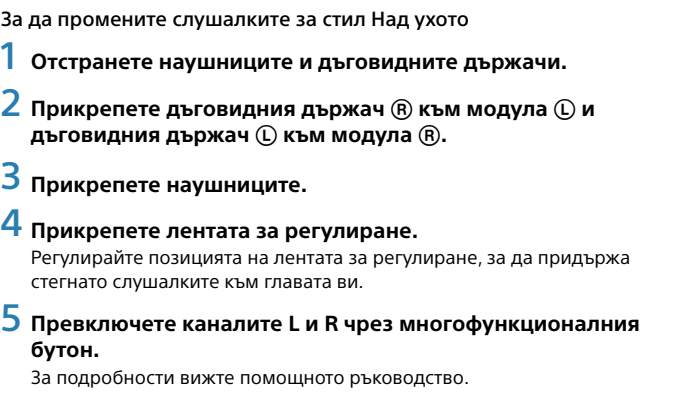 За да промените слушалките за стил Над ухото
1 Отстранете наушниците и дъговидните държачи.
2 Прикрепете дъговидния държач Ⓡ към модула Ⓛ и
дъговидния държач Ⓛ към модула Ⓡ.
3 Прикрепете наушниците.
4 Прикрепете лентата за регулиране.
Регулирайте позицията на лентата за регулиране, за да придържа
стегнато слушалките към главата ви.
5 Превключете каналите L и R чрез многофункционалния
бутон.
За подробности вижте помощното ръководство.